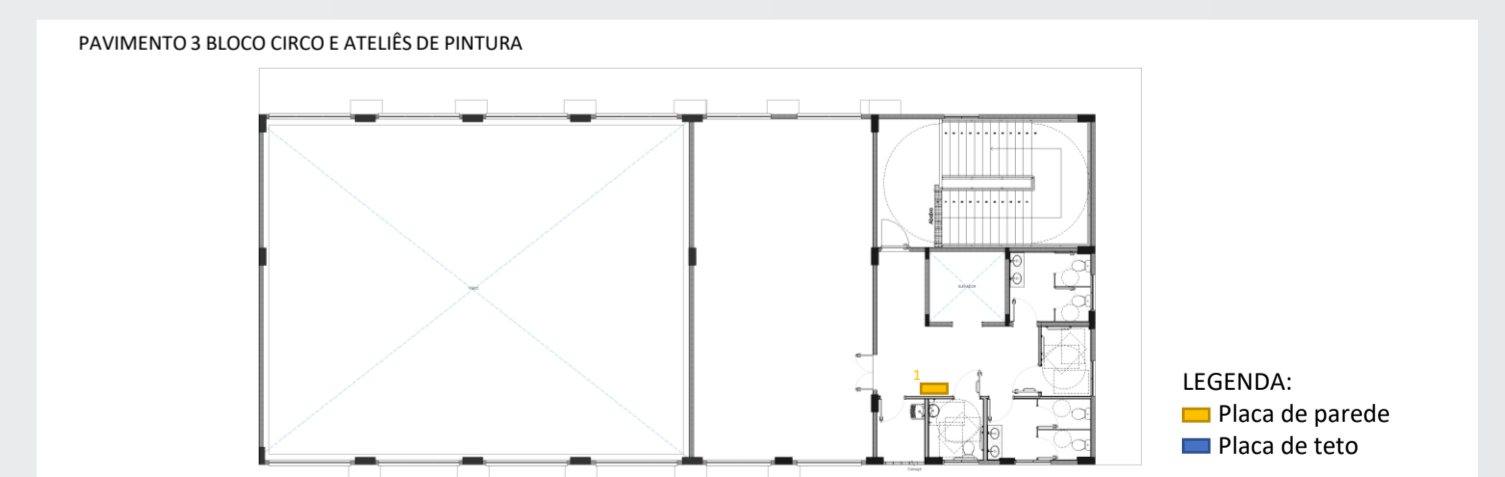 PAVIMENTO 3 BLOCO CIRCO E ATELIÊS DE PINTURA
1
LEGENDA:
Placa de parede
Placa de teto